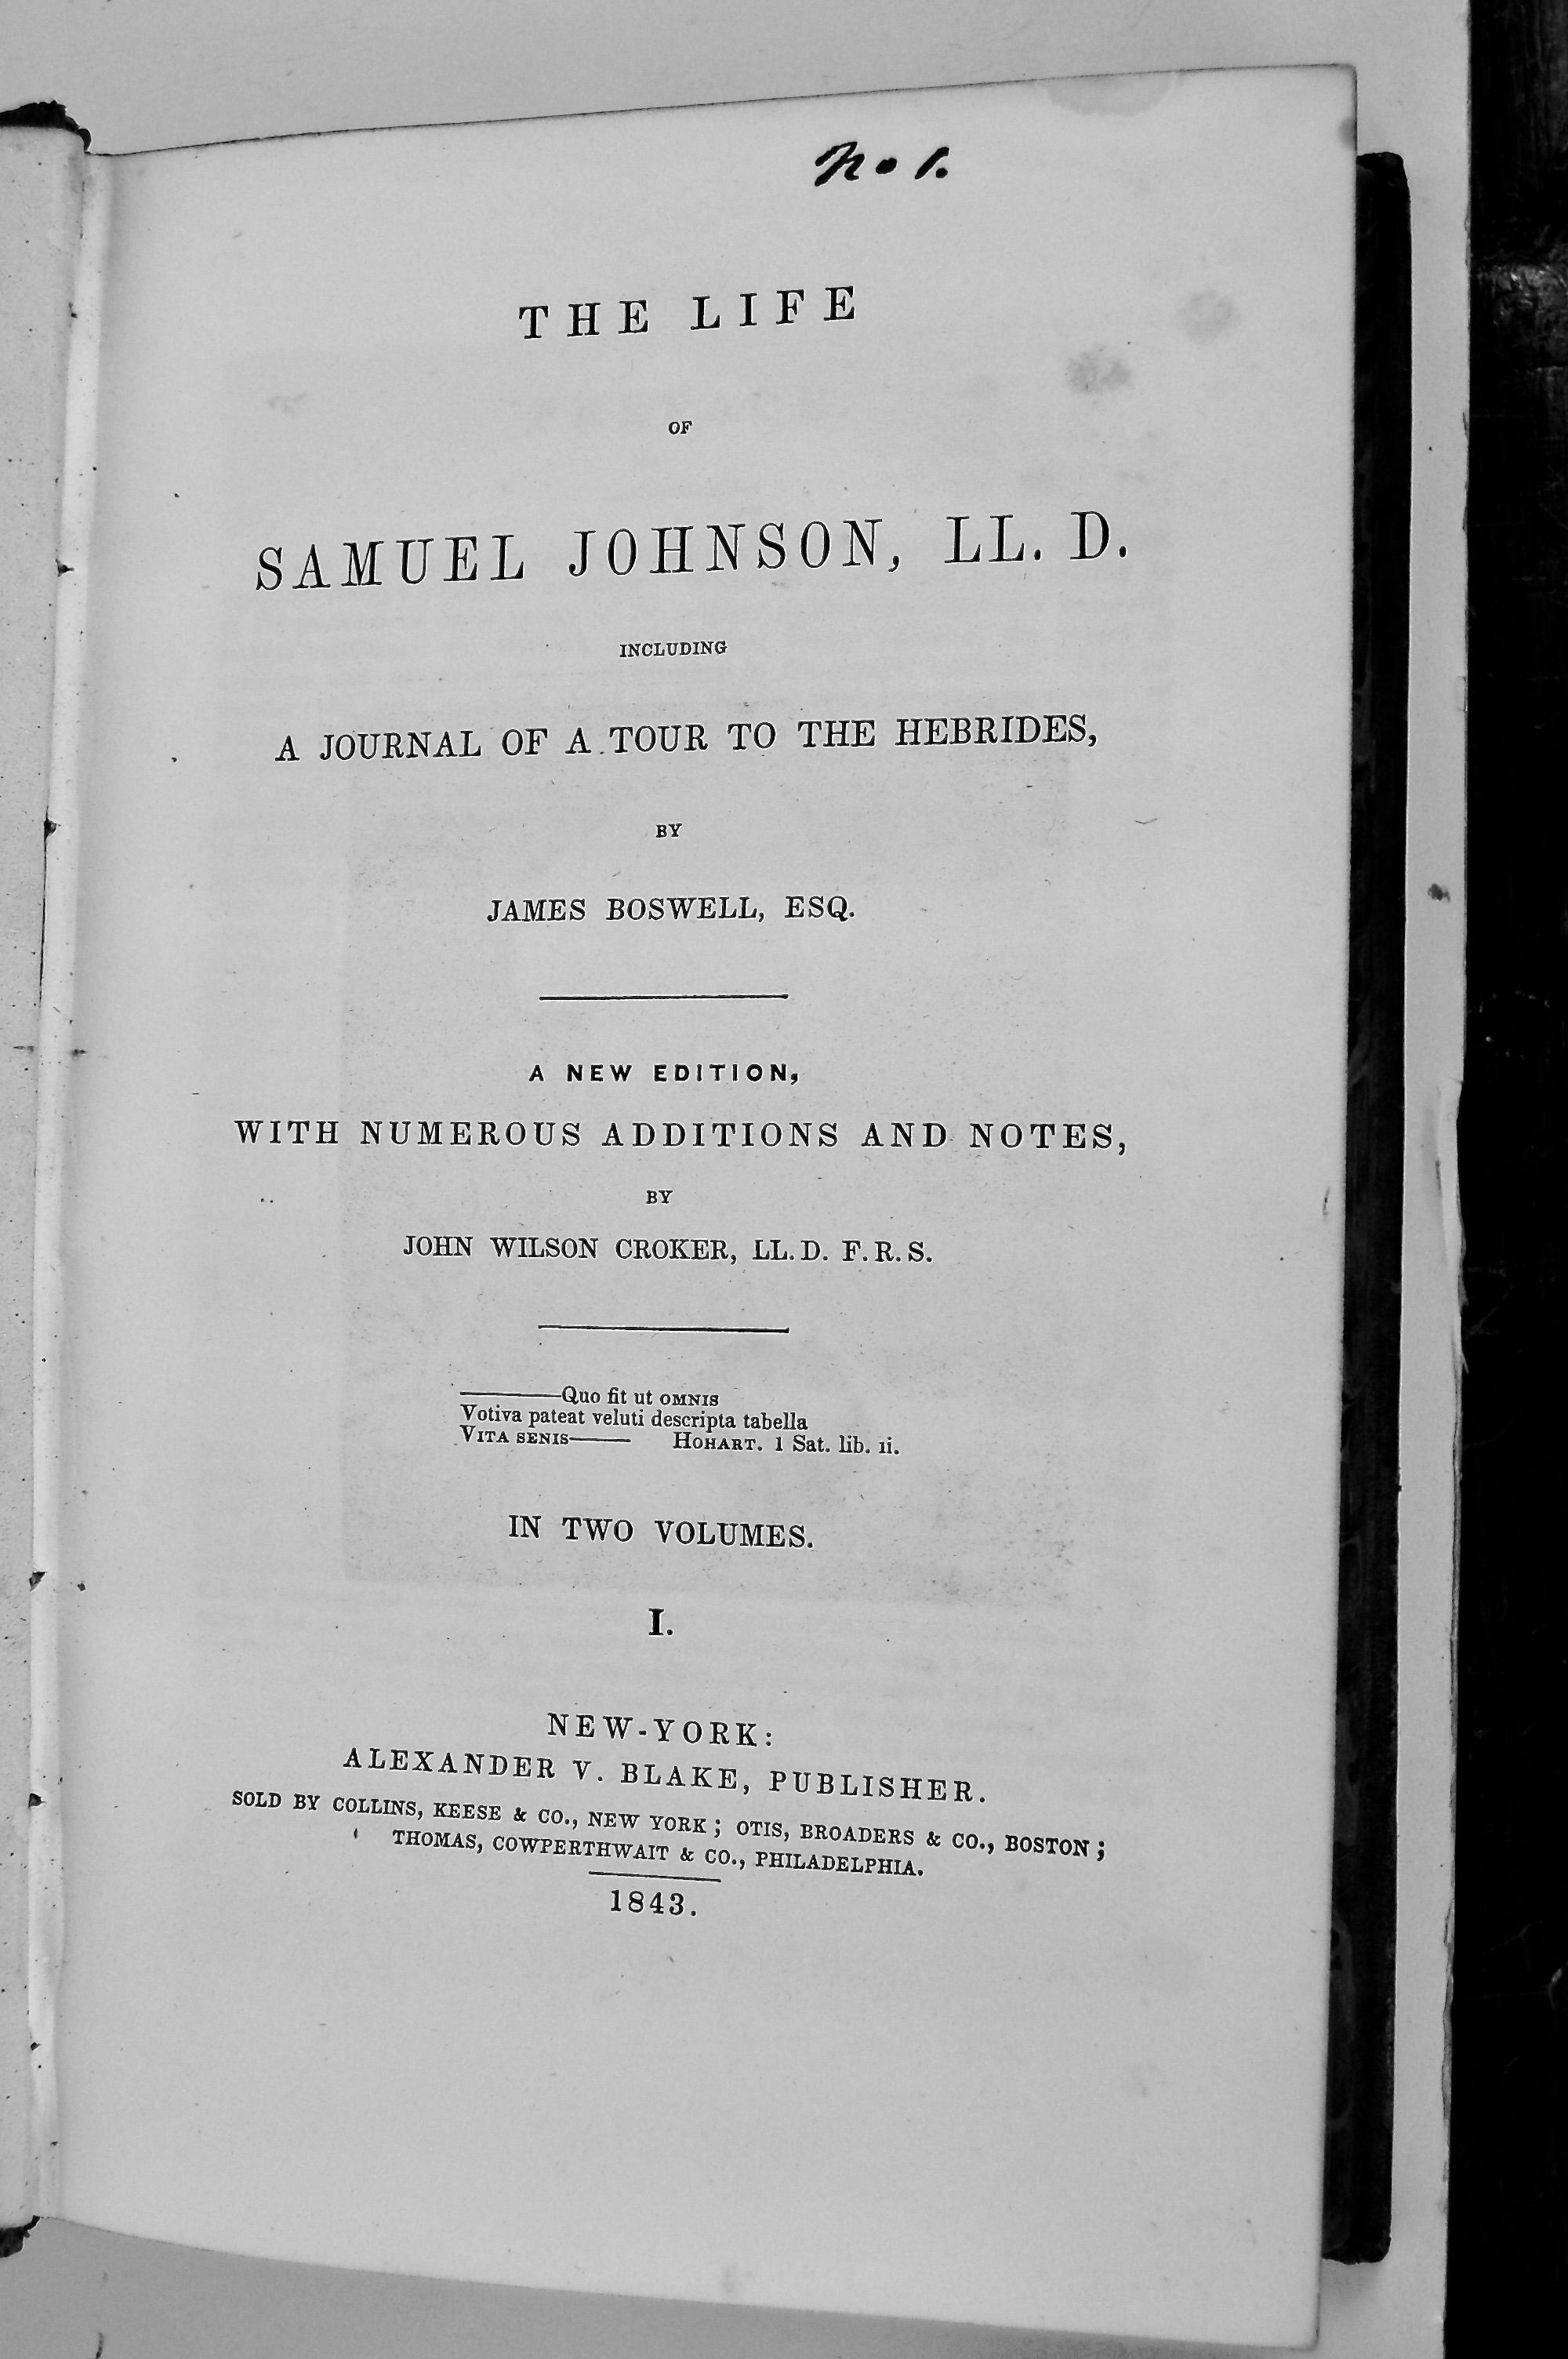 No 1.
THE LIFE
OF
SAMUEL JOHNSON, LL. D.
INCLUDING
A JOURNAL OF A TOUR TO THE HEBRIDES,
BY
JAMES BOSWELL, ESQ.
A NEW EDITION,
WITH NUMEROUS ADDITIONS AND NOTES,
BY
JOHN WILSON CROKER, LL. D. F. R. S.
———Quo fit ut OMNIS
Votiva pateat veluti descripta tabella
VITA SENIS—— HOHART. 1 Sat. lib. ii.
IN TWO VOLUMES.
I.
NEW-YORK:
ALEXANDER V. BLAKE, PUBLISHER.
SOLD BY COLLINS, KEESE & CO., NEW YORK; OTIS, BROADERS & CO., BOSTON;
THOMAS, COWPERTHWAIT & CO., PHILADELPHIA.
1843.